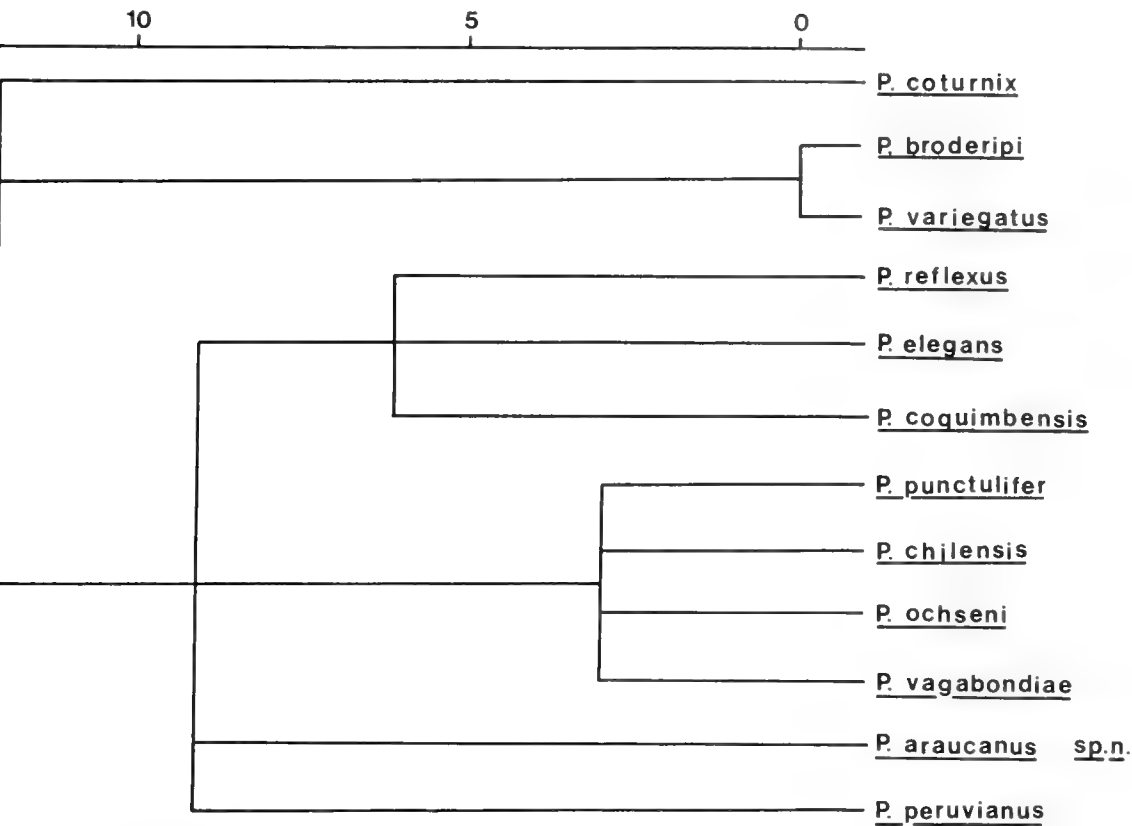 10 5 0
P. coturnix
P. broderipi
P. variegatus
P. reflexus
P. elegans
P. coquimbensis
P. punctulifer
P. chilensis
P. ochseni
P. vagabondiae
P. araucanus sp.n.
P. peruvianus